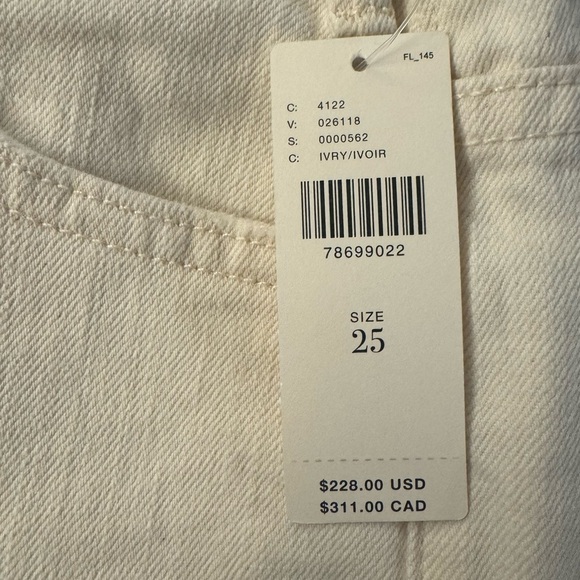 FL_145
C: 4122
V: 026118
S: 0000562
C: IVRY/IVOIR
78699022
SIZE
25
$228.00 USD
$311.00 CAD